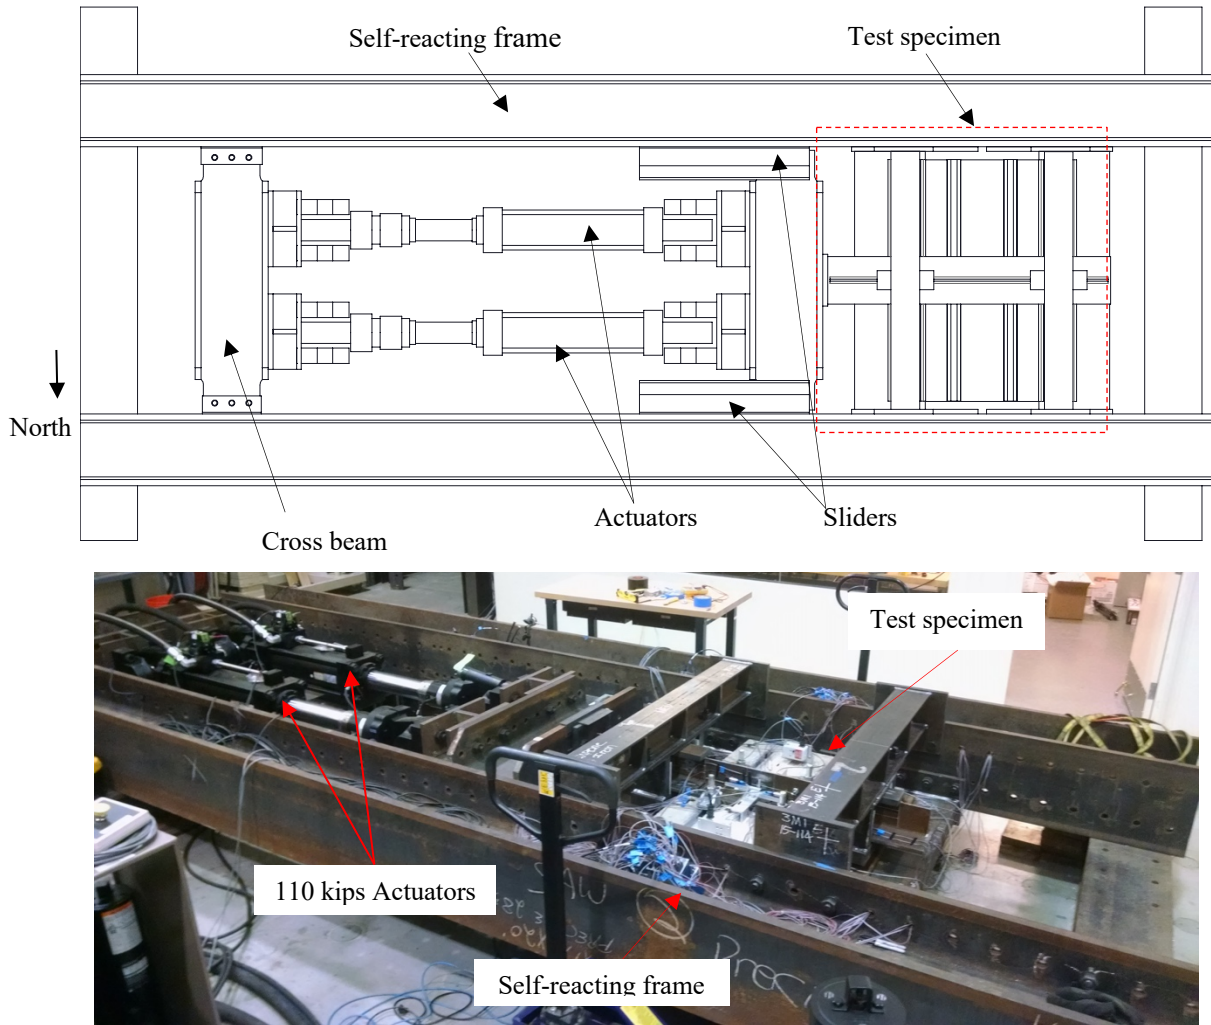 Self-reacting frame
Test specimen
North
Actuators
Sliders
Cross beam
Test specimen
110 kips Actuators
Self-reacting frame